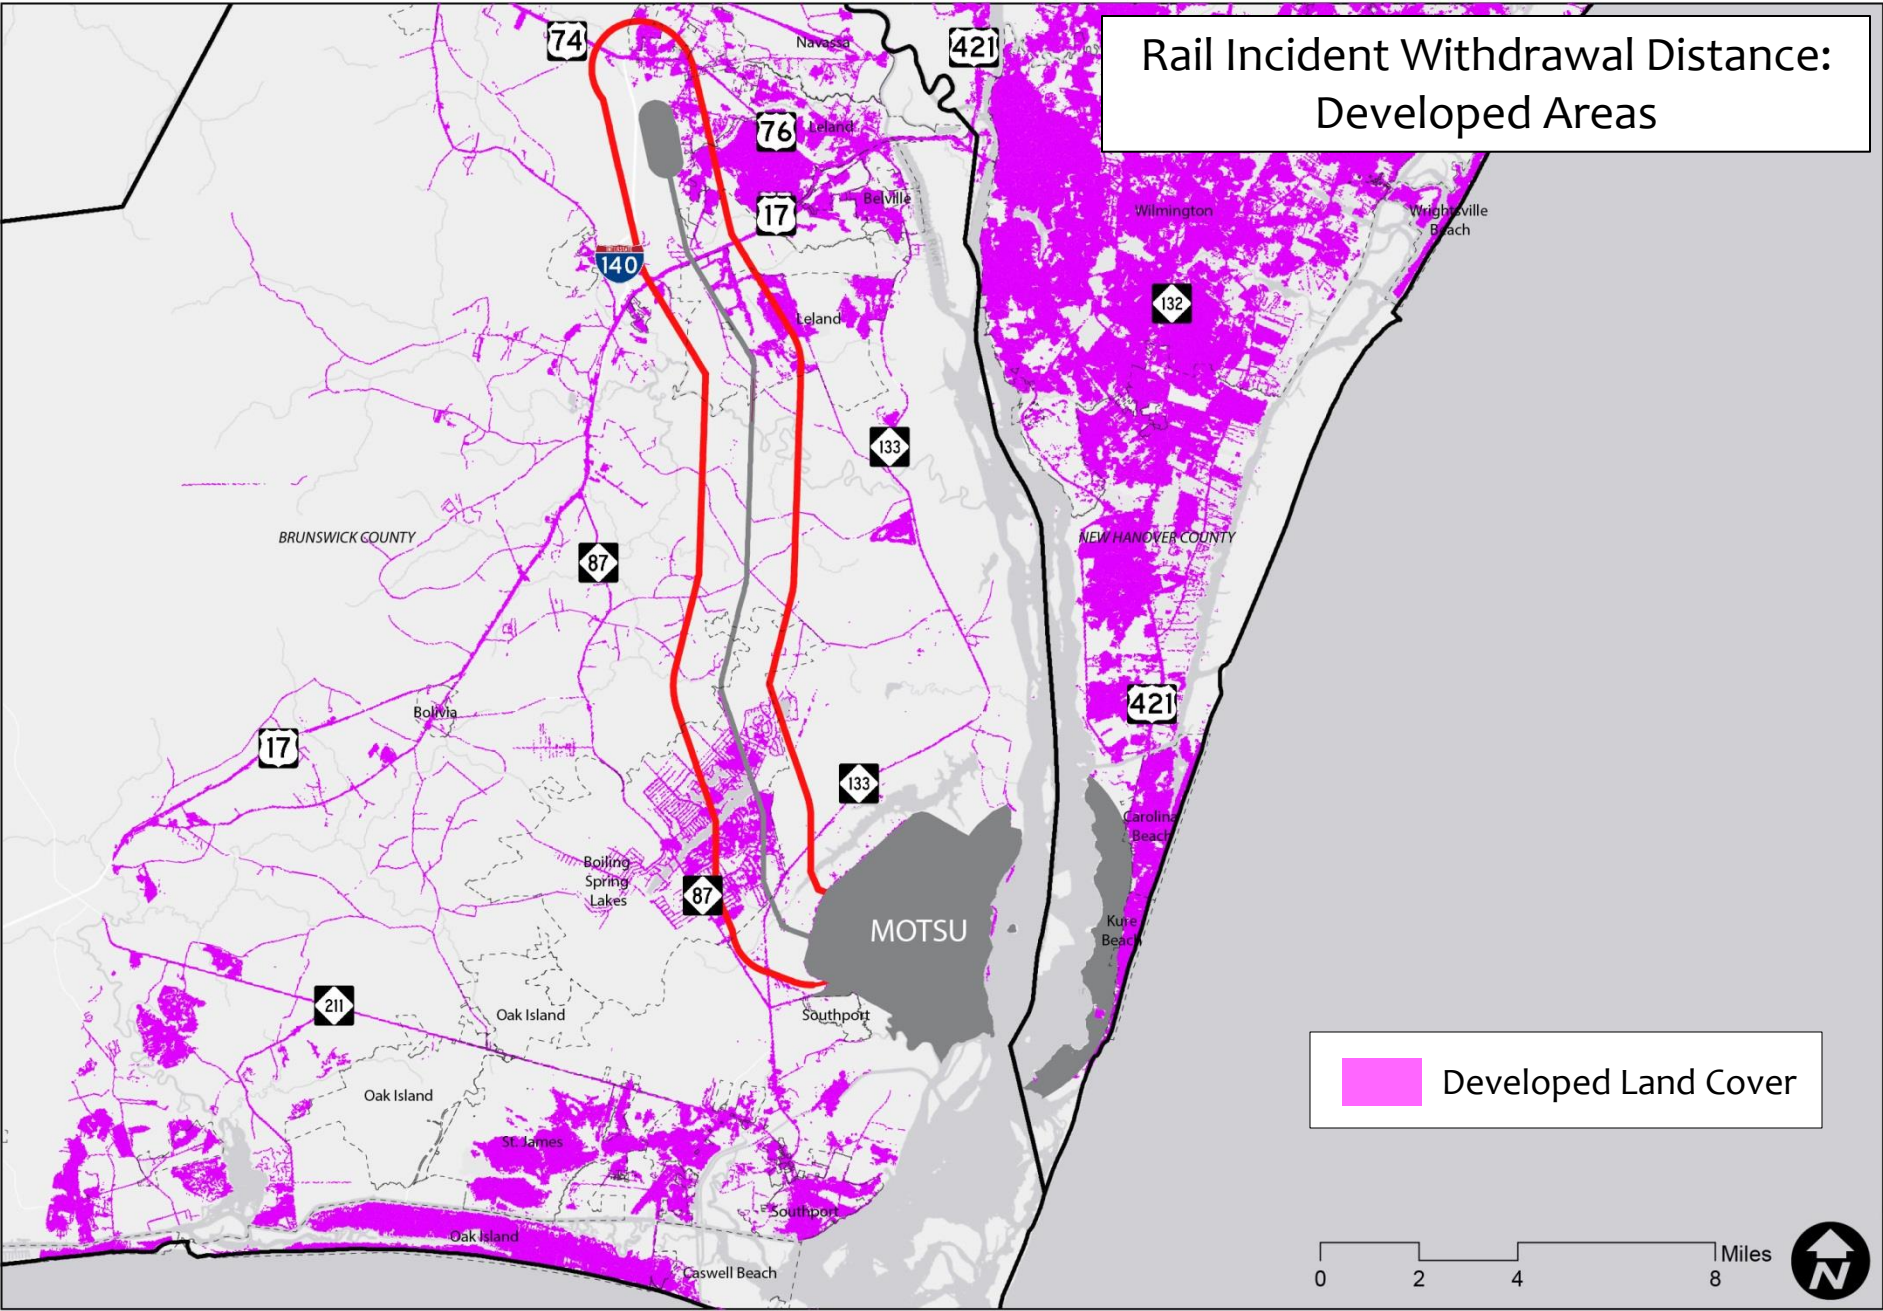 Rail Incident Withdrawal Distance:
Developed Areas
74
Navassa
421
76
Leland
17
Belville
Wilmington
Wrightsville
Beach
INTERSTATE
140
132
Leland
133
BRUNSWICK COUNTY
NEW HANOVER COUNTY
87
Bolivia
17
421
133
Carolina
Beach
Boiling
Spring
Lakes
87
MOTSU
Kure
Beach
211
Oak Island
Southport
Oak Island
Developed Land Cover
St. James
Southport
Oak Island
Caswell Beach
Miles
0
2
4
8
N